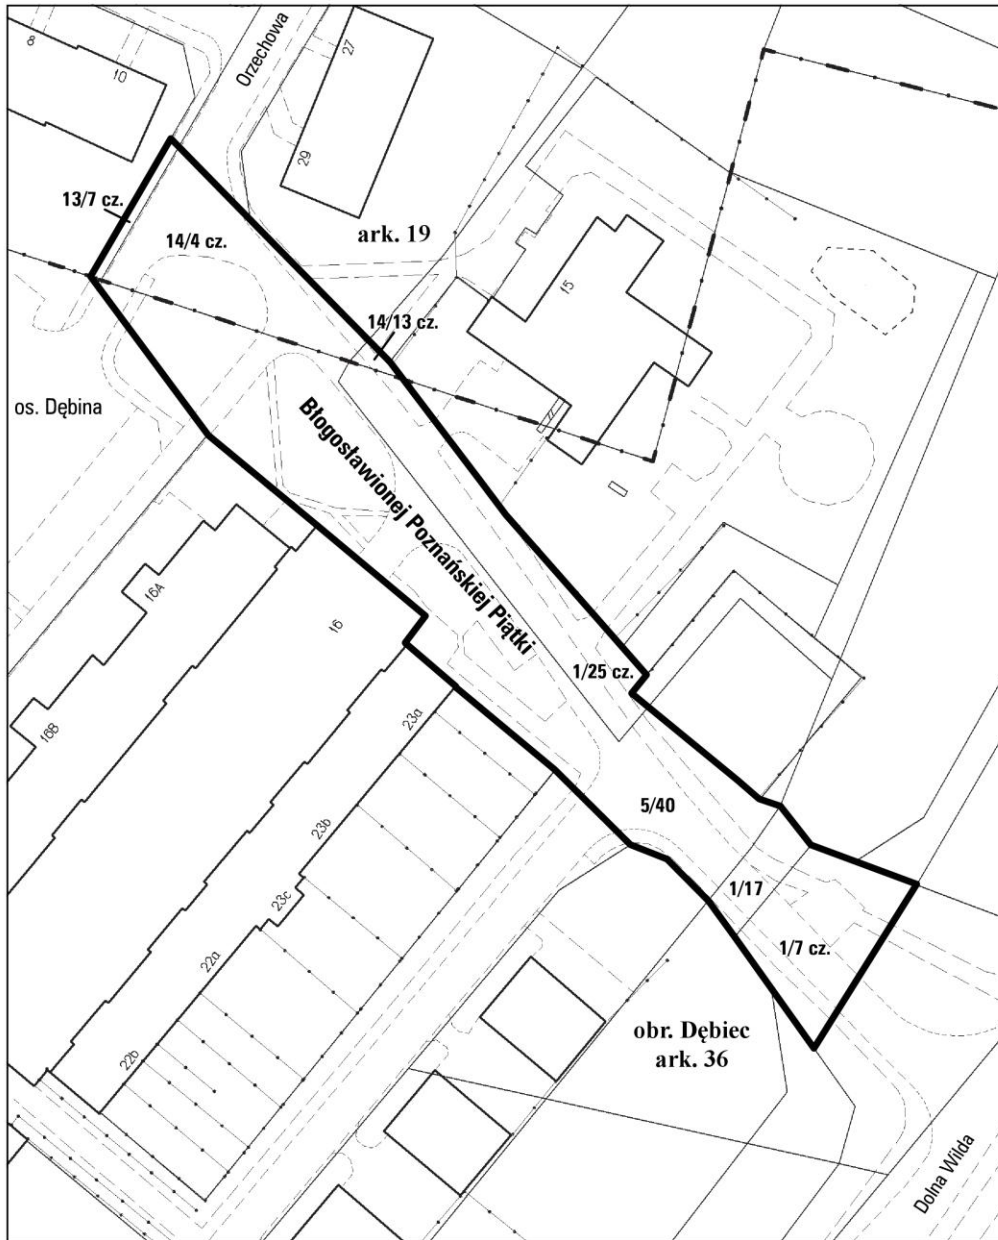 8
10
Orzechowa
27
29
13/7 cz.
14/4 cz.
ark. 19
14/13 cz.
15
os. Dębina
Błogosławionej Poznańskiej Piątki
16A
16
16B
1/25 cz.
23a
5/40
23b
1/17
23c
1/7 cz.
22a
obr. Dębiec
ark. 36
22b
Dolna Wilda